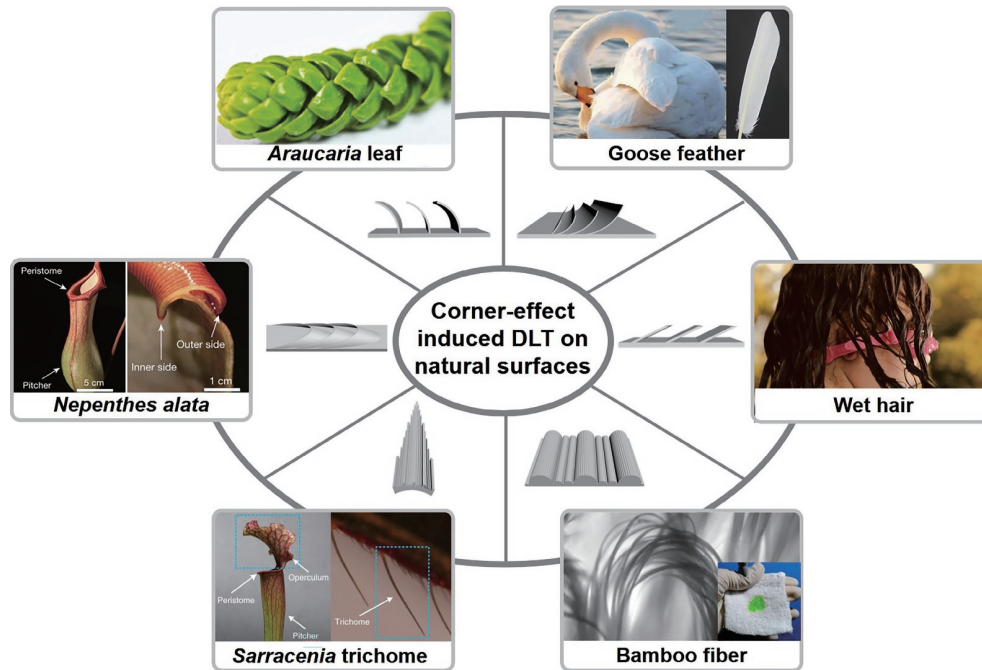 Araucaria leaf
Goose feather
Peristome
Pitcher
5 cm
Inner side
Outer side
1 cm
Nepenthes alata
Corner-effect
induced DLT on
natural surfaces
Wet hair
Operculum
Peristome
Pitcher
Trichome
Sarracenia trichome
Bamboo fiber